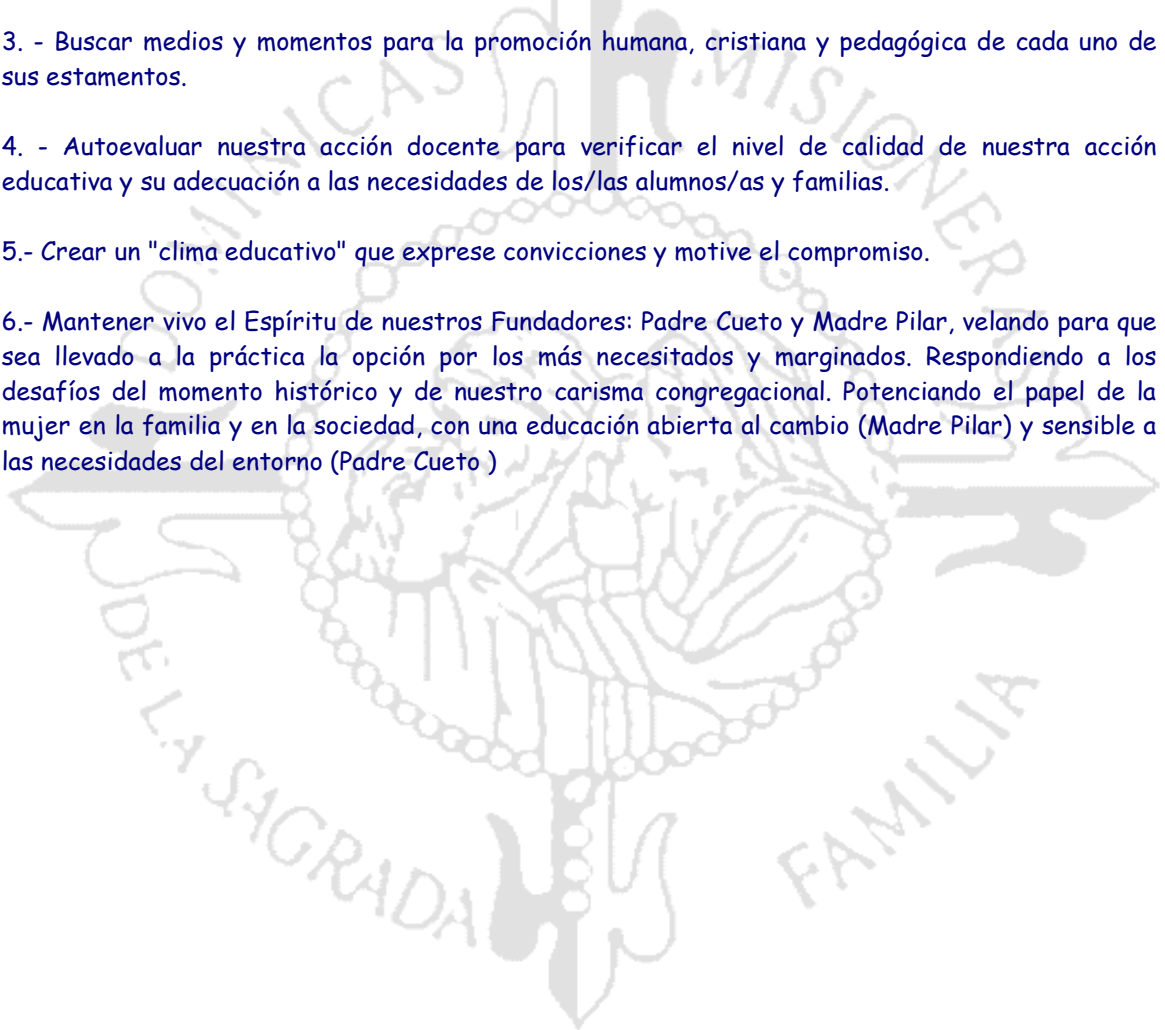 3. - Buscar medios y momentos para la promoción humana, cristiana y pedagógica de cada uno de
sus estamentos.
4. - Autoevaluar nuestra acción docente para verificar el nivel de calidad de nuestra acción
educativa y su adecuación a las necesidades de los/las alumnos/as y familias.
5.- Crear un "clima educativo" que exprese convicciones y motive el compromiso.
6.- Mantener vivo el Espíritu de nuestros Fundadores: Padre Cueto y Madre Pilar, velando para que
sea llevado a la práctica la opción por los más necesitados y marginados. Respondiendo a los
desafíos del momento histórico y de nuestro carisma congregacional. Potenciando el papel de la
mujer en la familia y en la sociedad, con una educación abierta al cambio (Madre Pilar) y sensible a
las necesidades del entorno (Padre Cueto )
DOMINICAS MISIONERAS
DE LA SAGRADA FAMILIA